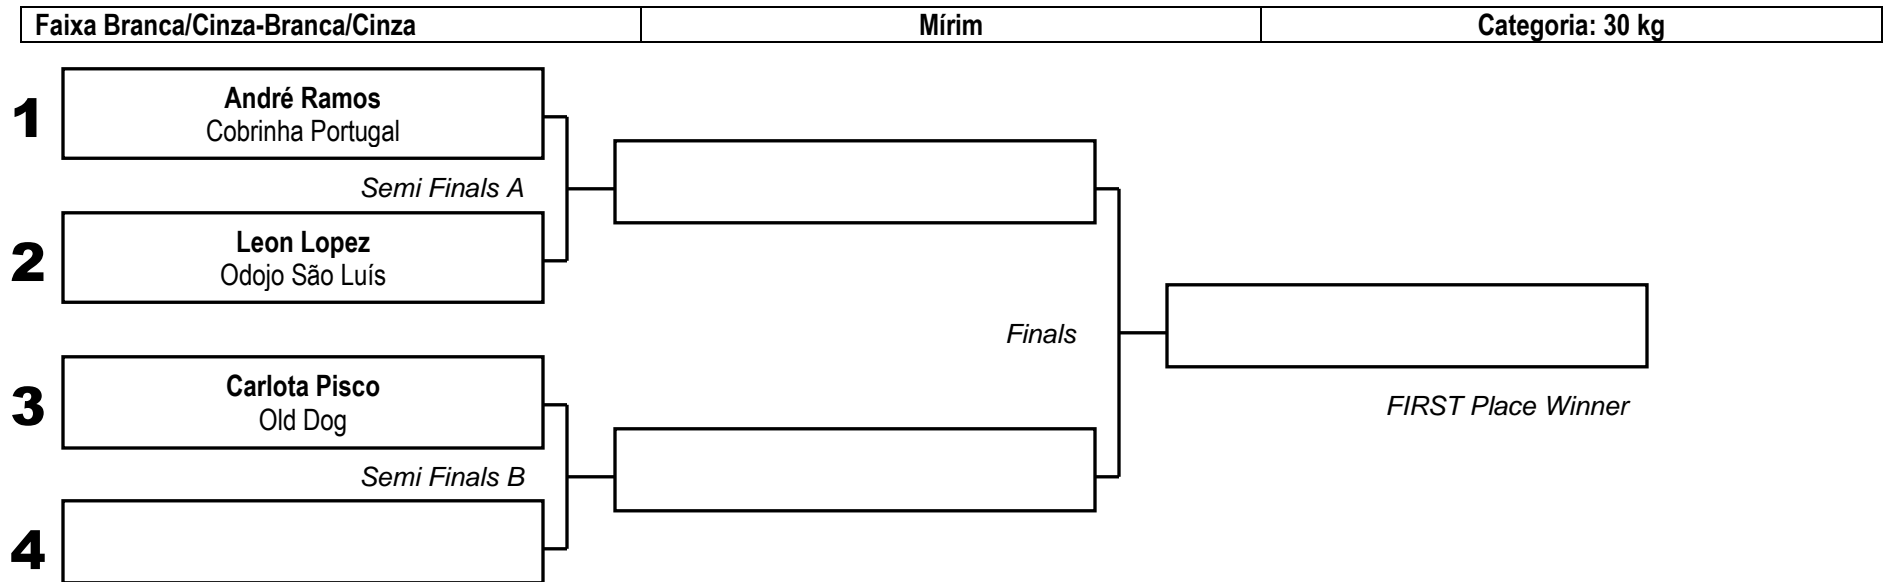 Faixa Branca/Cinza-Branca/Cinza Mírim Categoria: 30 kg
1
André Ramos
Cobrinha Portugal
Semi Finals A
2
Leon Lopez
Odojo São Luís
Finals
3
Carlota Pisco
Old Dog
FIRST Place Winner
Semi Finals B
4